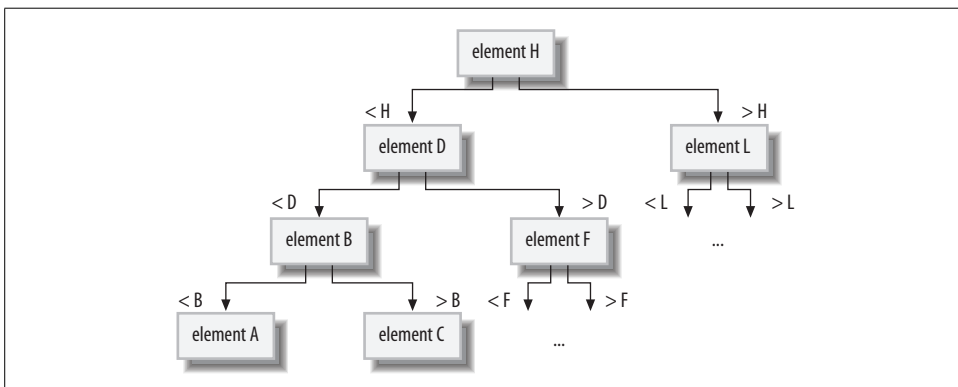 element H
< H
> H
element D
element L
< D
> D
< L
> L
element B
element F
...
< B
> B
< F
> F
element A
element C
...